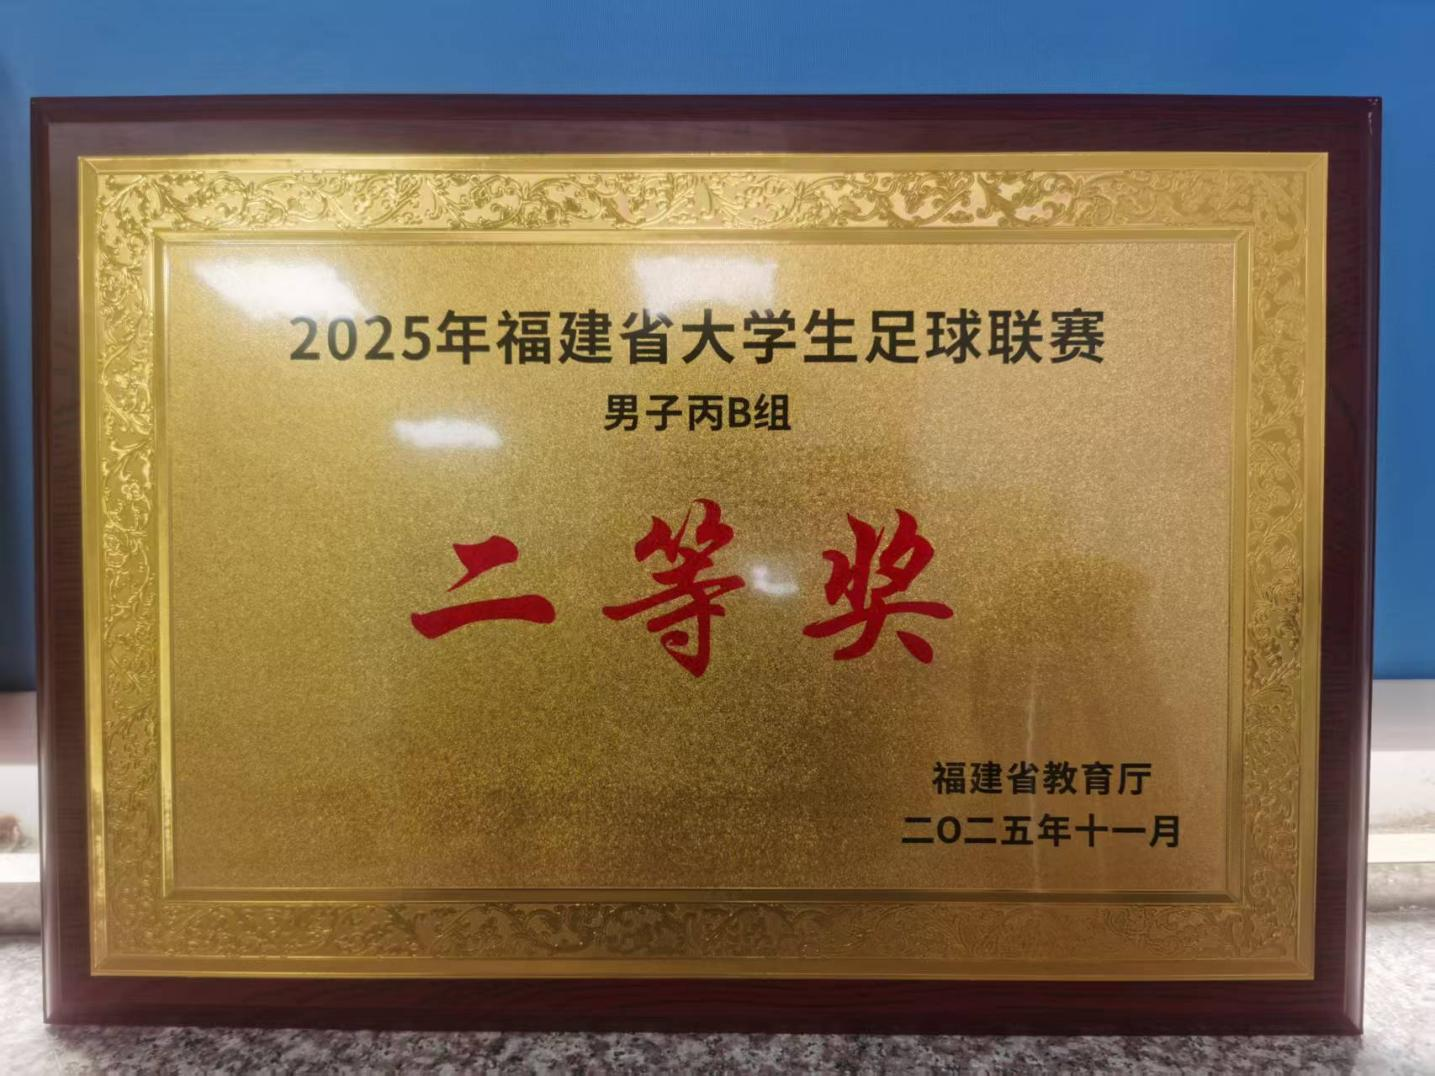 2025年福建省大学生足球联赛
男子丙B组
二等奖
福建省教育厅
二O二五年十一月